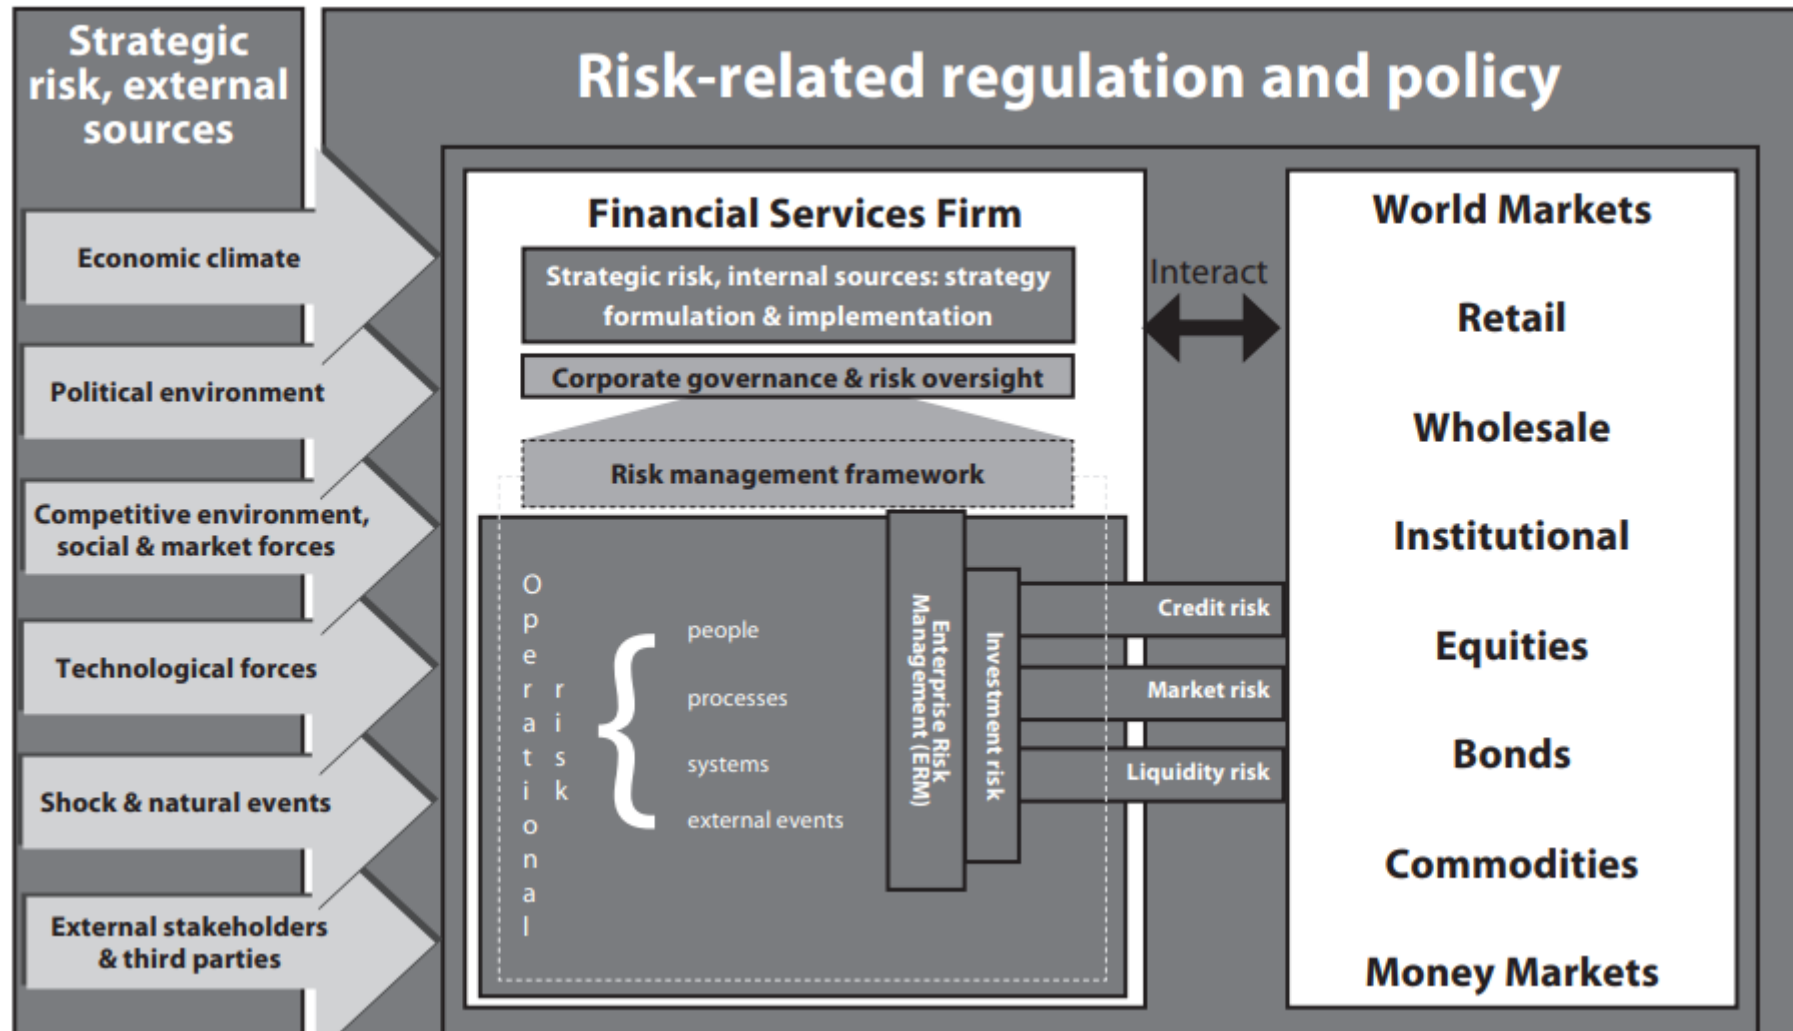 Strategic
risk, external
sources
Economic climate
Political environment
Competitive environment,
social & market forces
Technological forces
Shock & natural events
External stakeholders
& third parties
Risk-related regulation and policy
Financial Services Firm
Strategic risk, internal sources: strategy
formulation & implementation
Corporate governance & risk oversight
Risk management framework
Operational
risk
people
processes
systems
external events
Enterprise Risk
Management (ERM)
Investment risk
Credit risk
Market risk
Liquidity risk
Interact
World Markets
Retail
Wholesale
Institutional
Equities
Bonds
Commodities
Money Markets